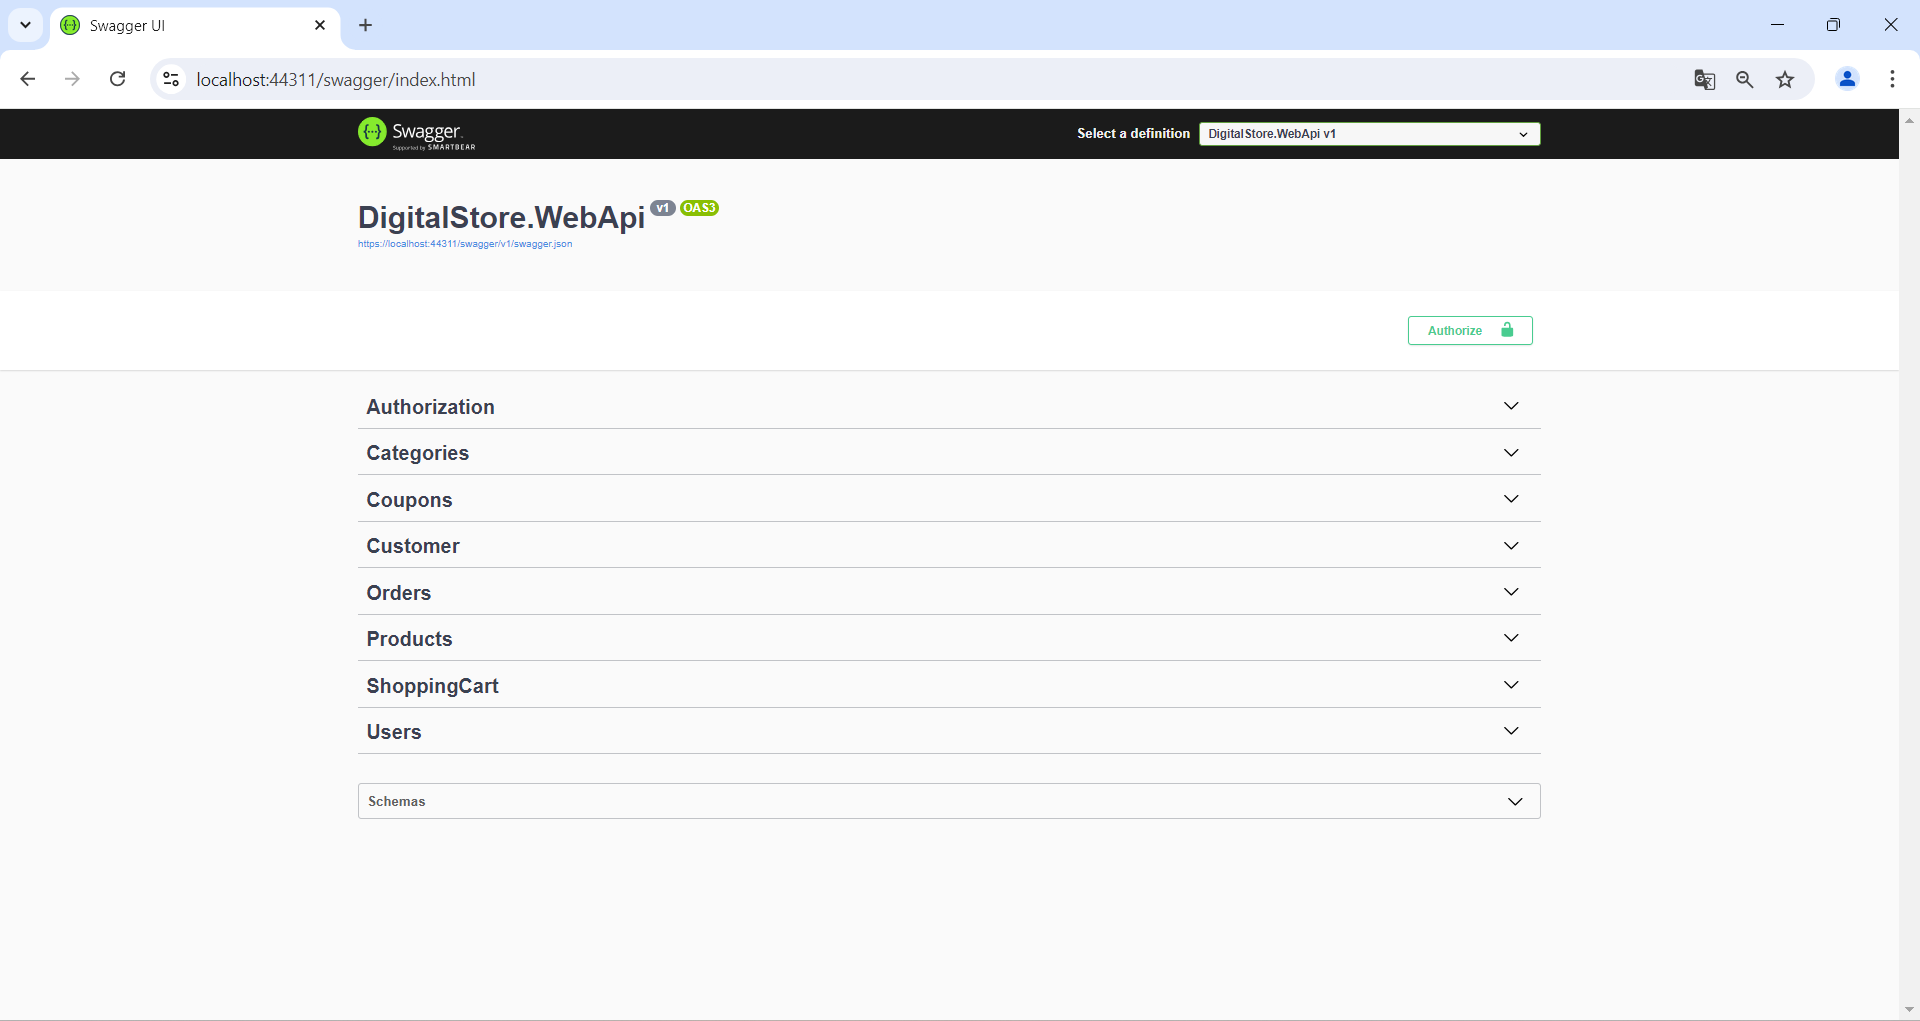 Swagger UI
localhost:44311/swagger/index.html
Swagger.
Supported by SMARTBEAR
Select a definition
DigitalStore.WebApi v1
DigitalStore.WebApi v1 OAS3
https://localhost:44311/swagger/v1/swagger.json
Authorize
Authorization
Categories
Coupons
Customer
Orders
Products
ShoppingCart
Users
Schemas